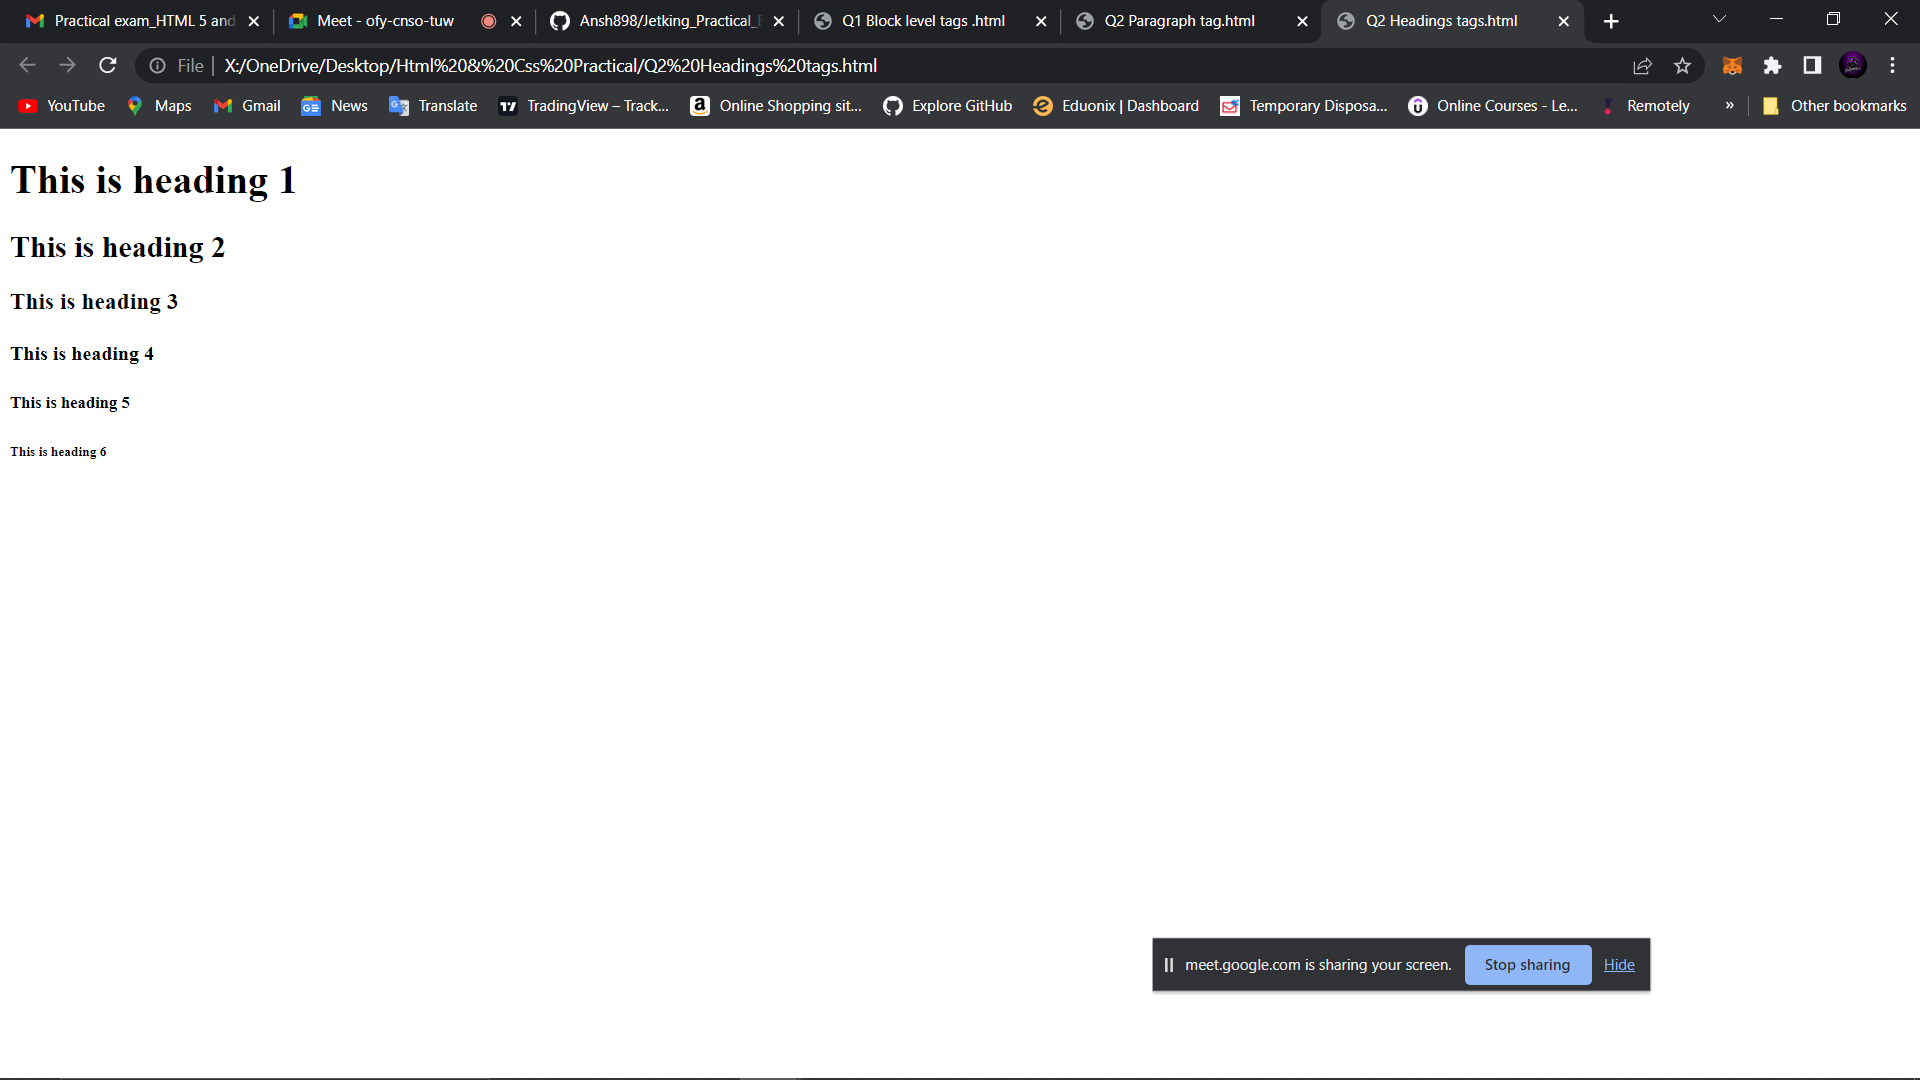 Practical exam_HTML 5 and
Meet - ofy-cnso-tuw
Ansh898/Jetking_Practical_E
Q1 Block level tags .html
Q2 Paragraph tag.html
Q2 Headings tags.html
File | X:/OneDrive/Desktop/Html%20&%20Css%20Practical/Q2%20Headings%20tags.html
YouTube
Maps
Gmail
News
Translate
TradingView – Track...
Online Shopping sit...
Explore GitHub
Eduonix | Dashboard
Temporary Disposa...
Online Courses - Le...
Remotely
»
Other bookmarks
This is heading 1
This is heading 2
This is heading 3
This is heading 4
This is heading 5
This is heading 6
meet.google.com is sharing your screen. Stop sharing Hide